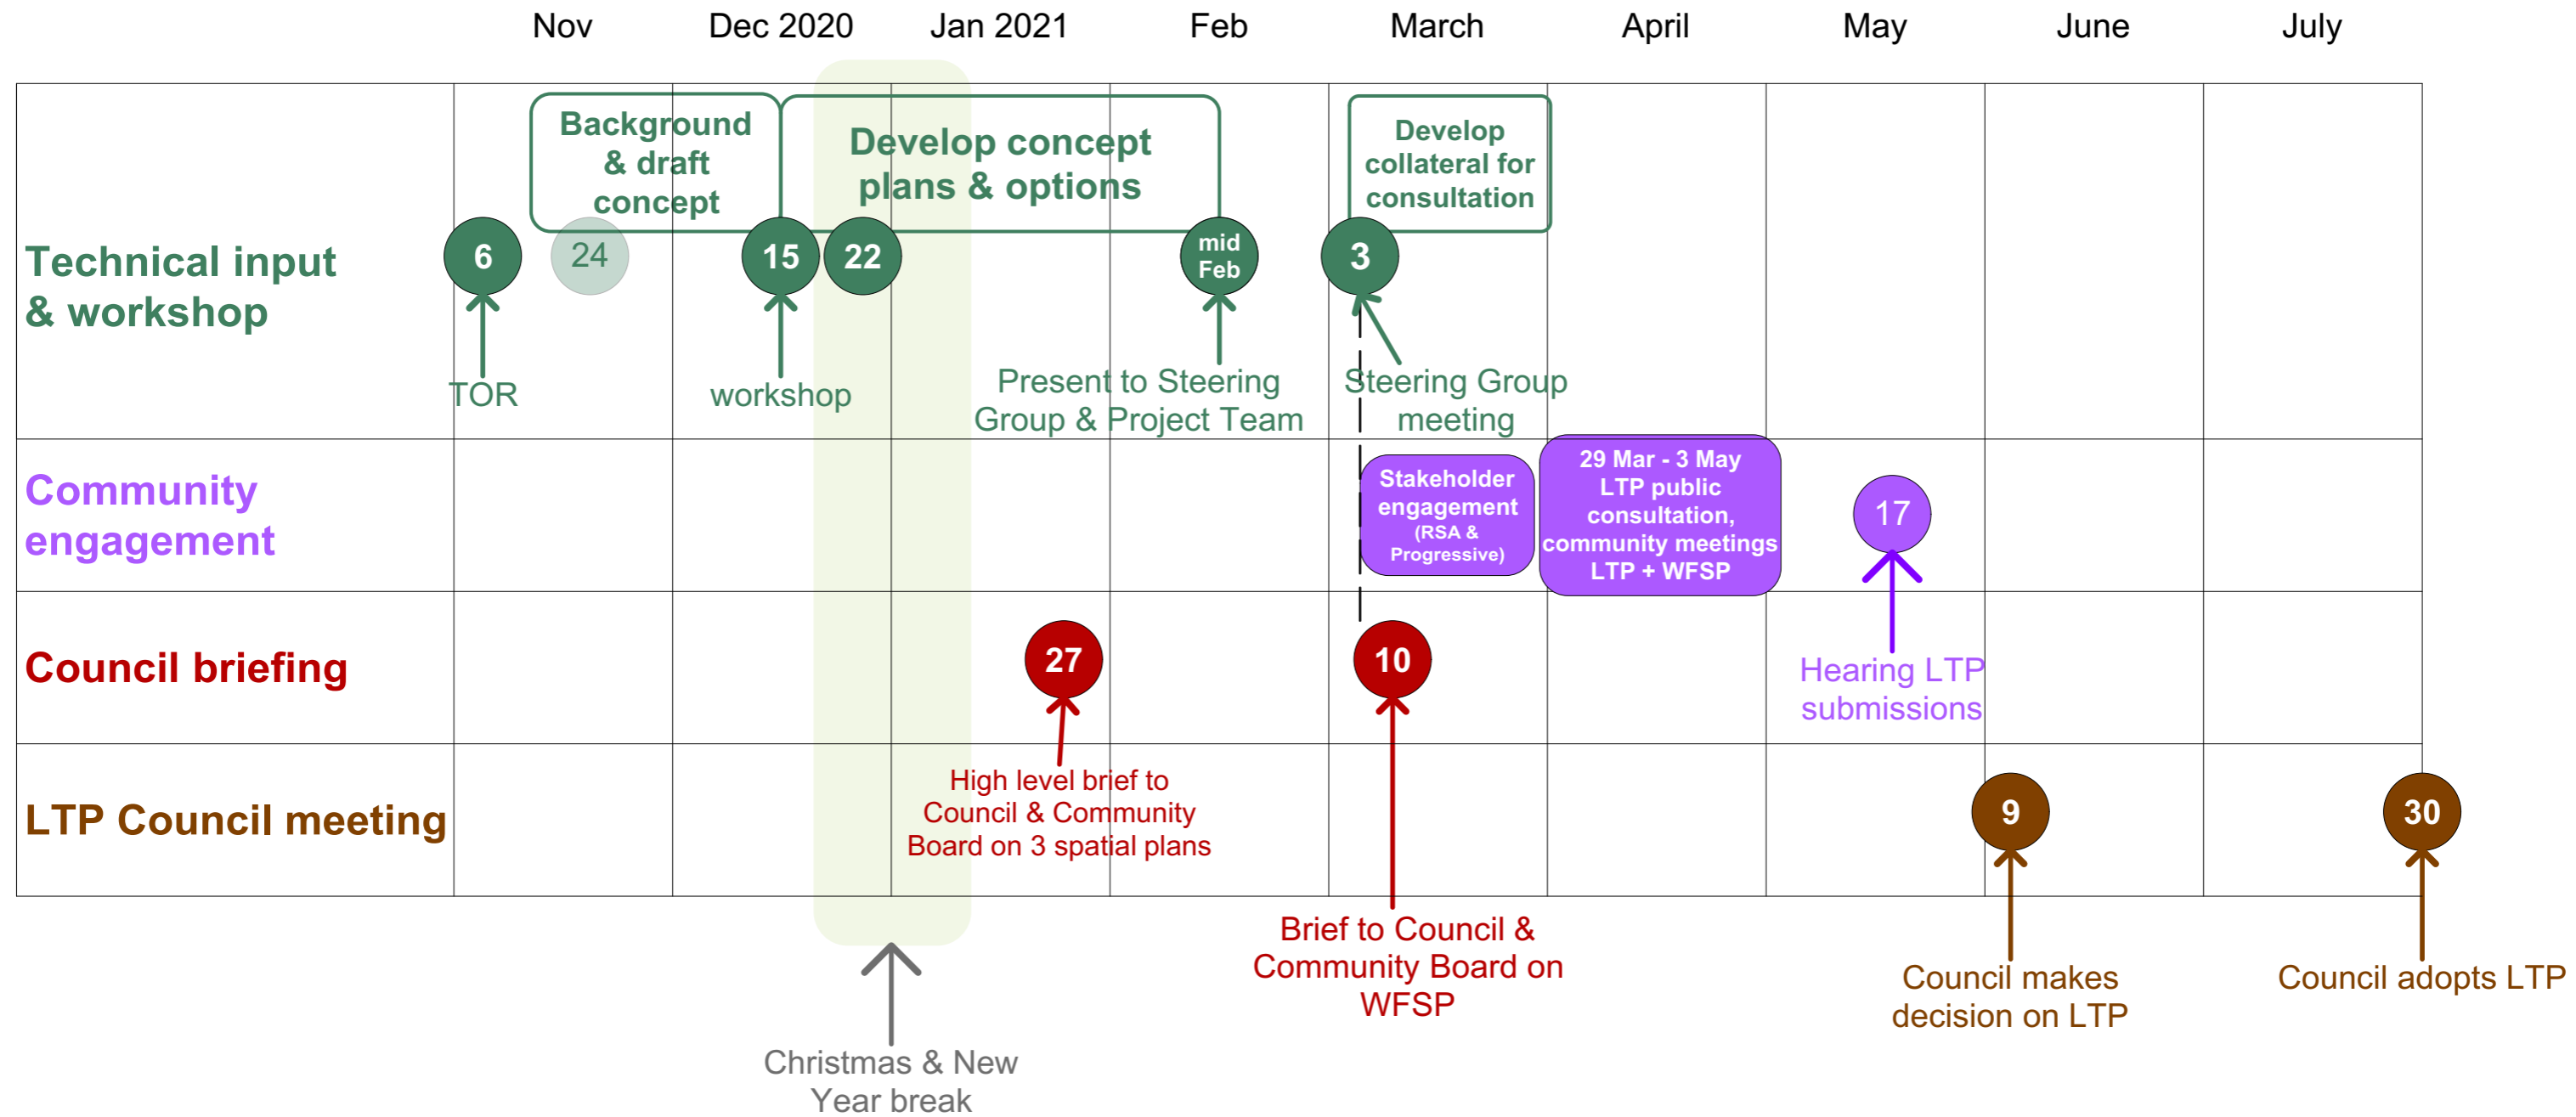 Nov
Dec 2020
Jan 2021
Feb
March
April
May
June
July
Technical input
& workshop
Background
& draft
concept
Develop concept
plans & options
Develop
collateral for
consultation
6
24
15
22
mid
Feb
3
TOR
workshop
Present to Steering
Group & Project Team
Steering Group
meeting
Community
engagement
Stakeholder
engagement
(RSA &
Progressive)
29 Mar - 3 May
LTP public
consultation,
community meetings
LTP + WFSP
17
Hearing LTP
submissions
Council briefing
27
10
High level brief to
Council & Community
Board on 3 spatial plans
Brief to Council &
Community Board on
WFSP
LTP Council meeting
9
30
Council makes
decision on LTP
Council adopts LTP
Christmas & New
Year break